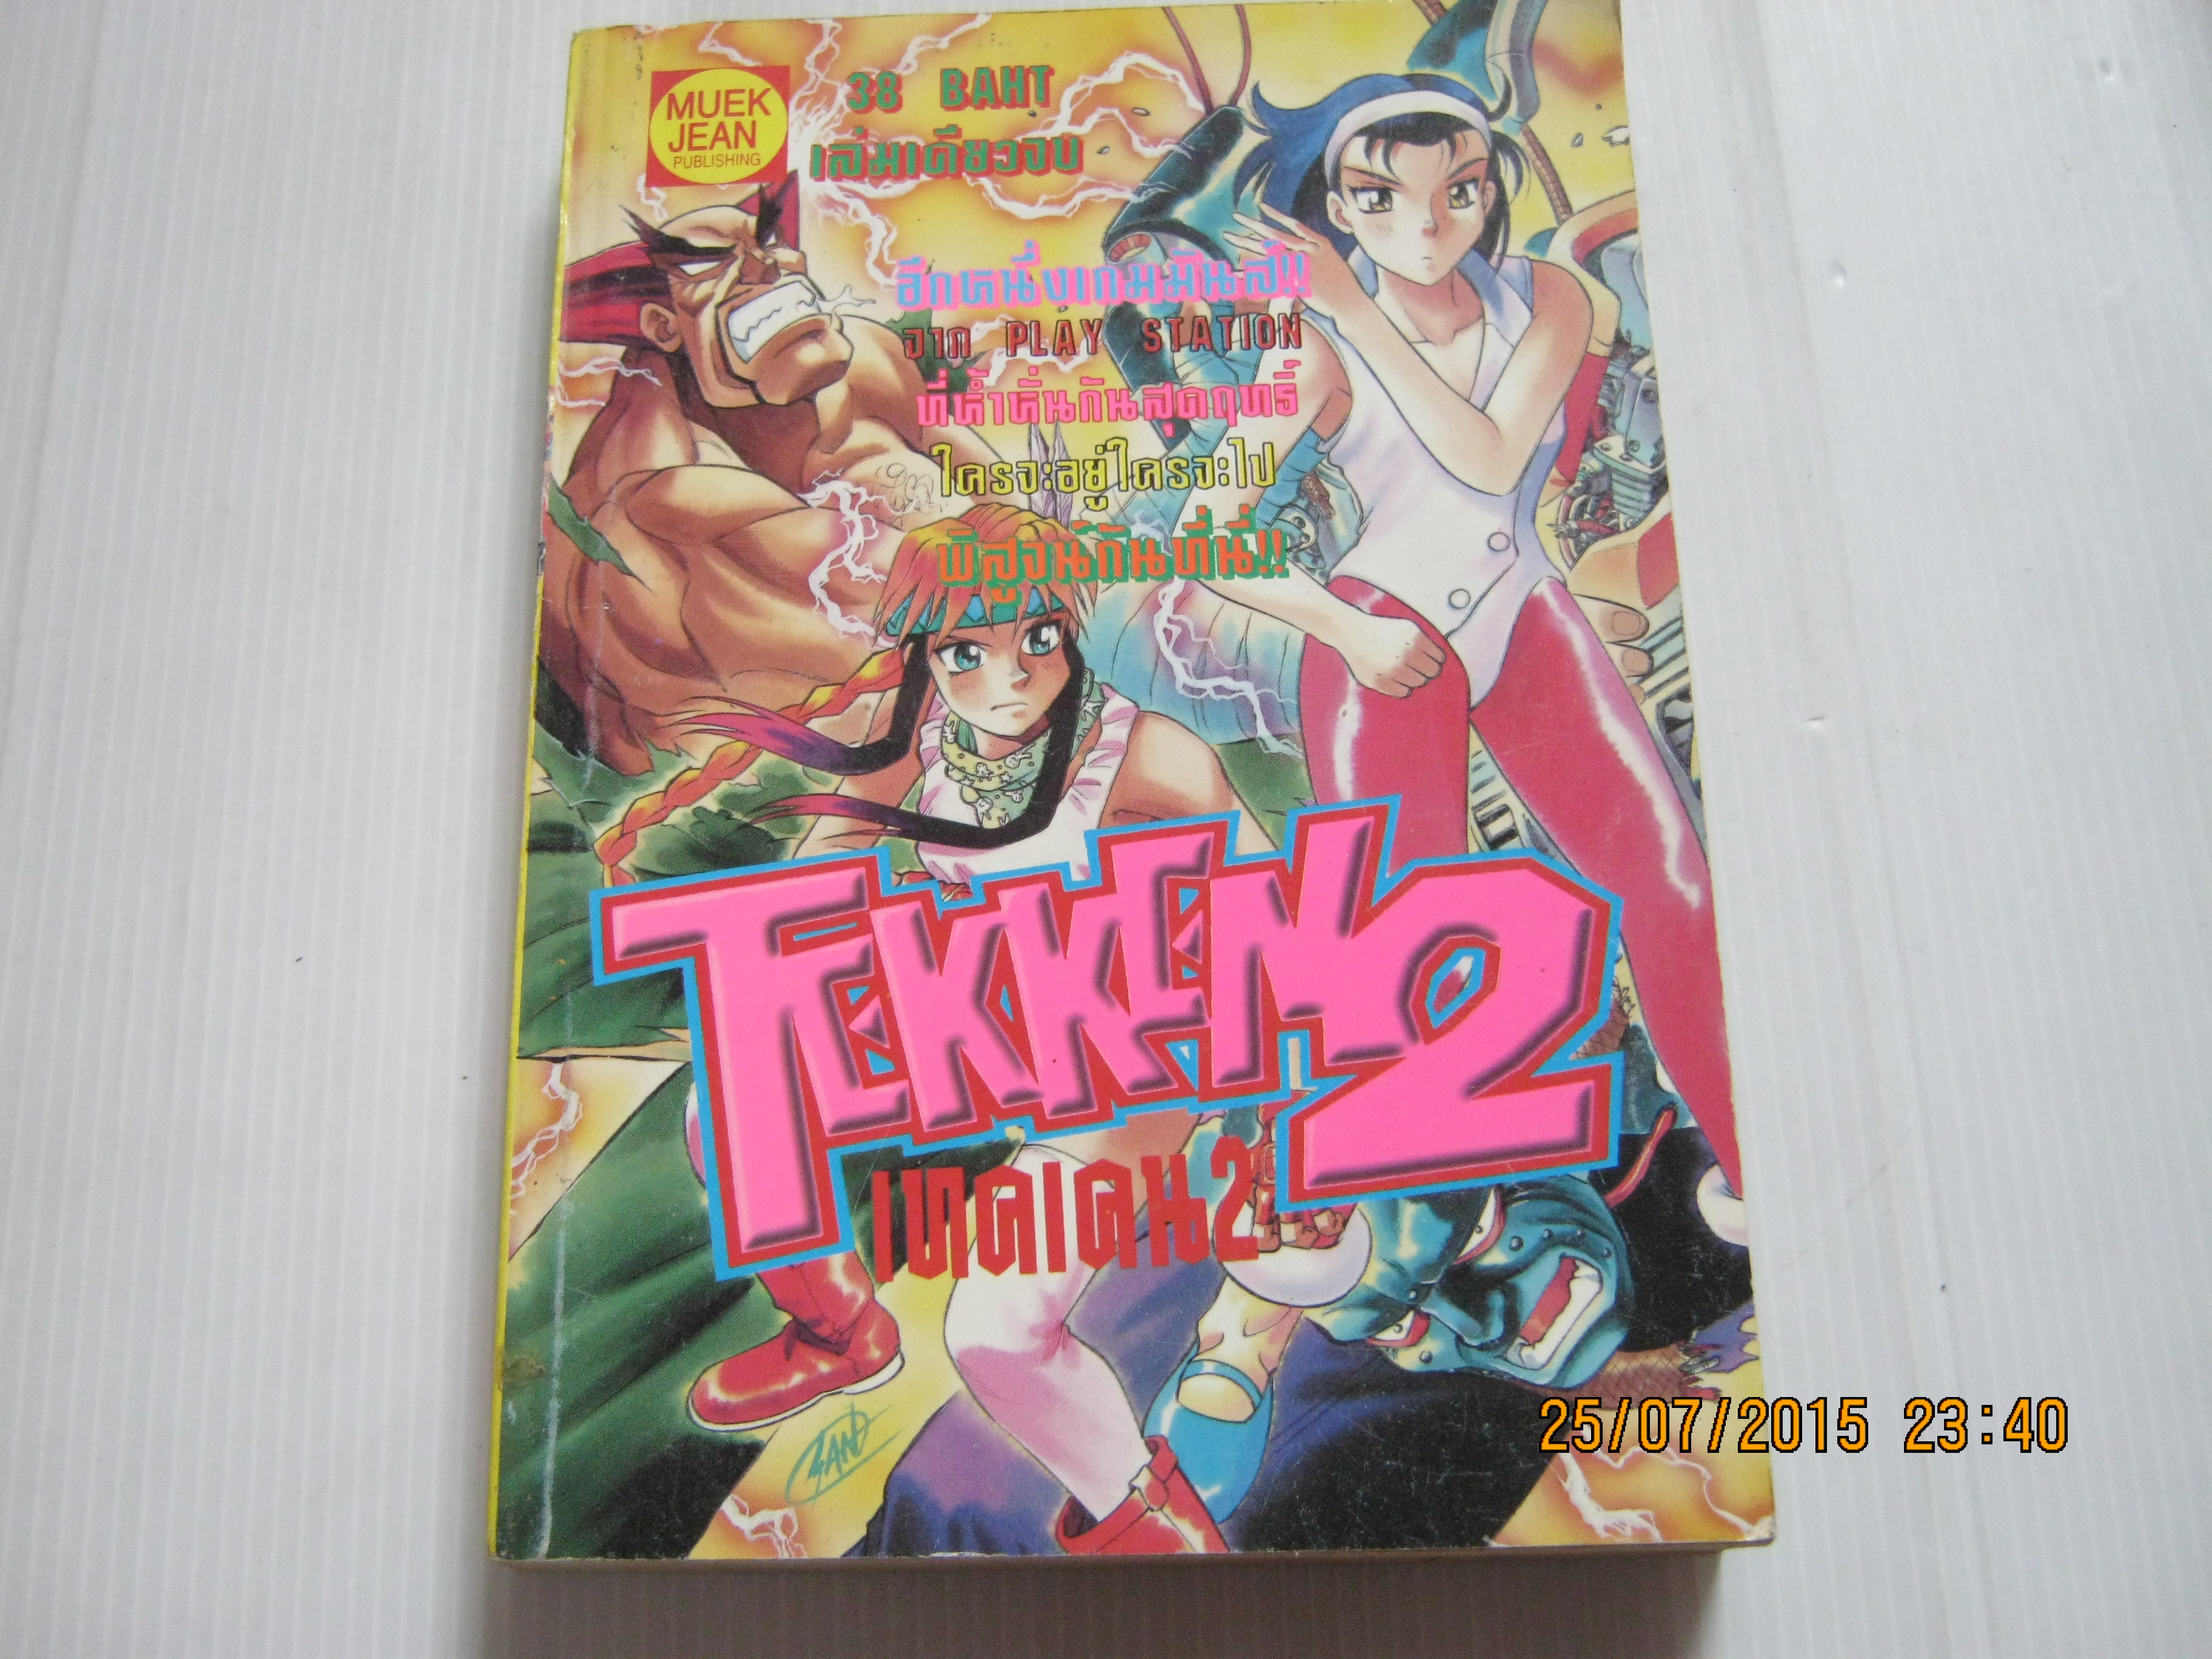 MUEK
JEAN
PUBLISHING
38 BAHT
เล่มเดียวจบ
อีกหนึ่งเกมมันส์!!
จาก PLAY STATION
ที่ห้ำหั่นกันสุดฤทธิ์
ใครจะอยู่ใครจะไป
พิสูจน์กันที่นี่!!
TEKKEN 2
เทคเคน2
25/07/2015 23:40